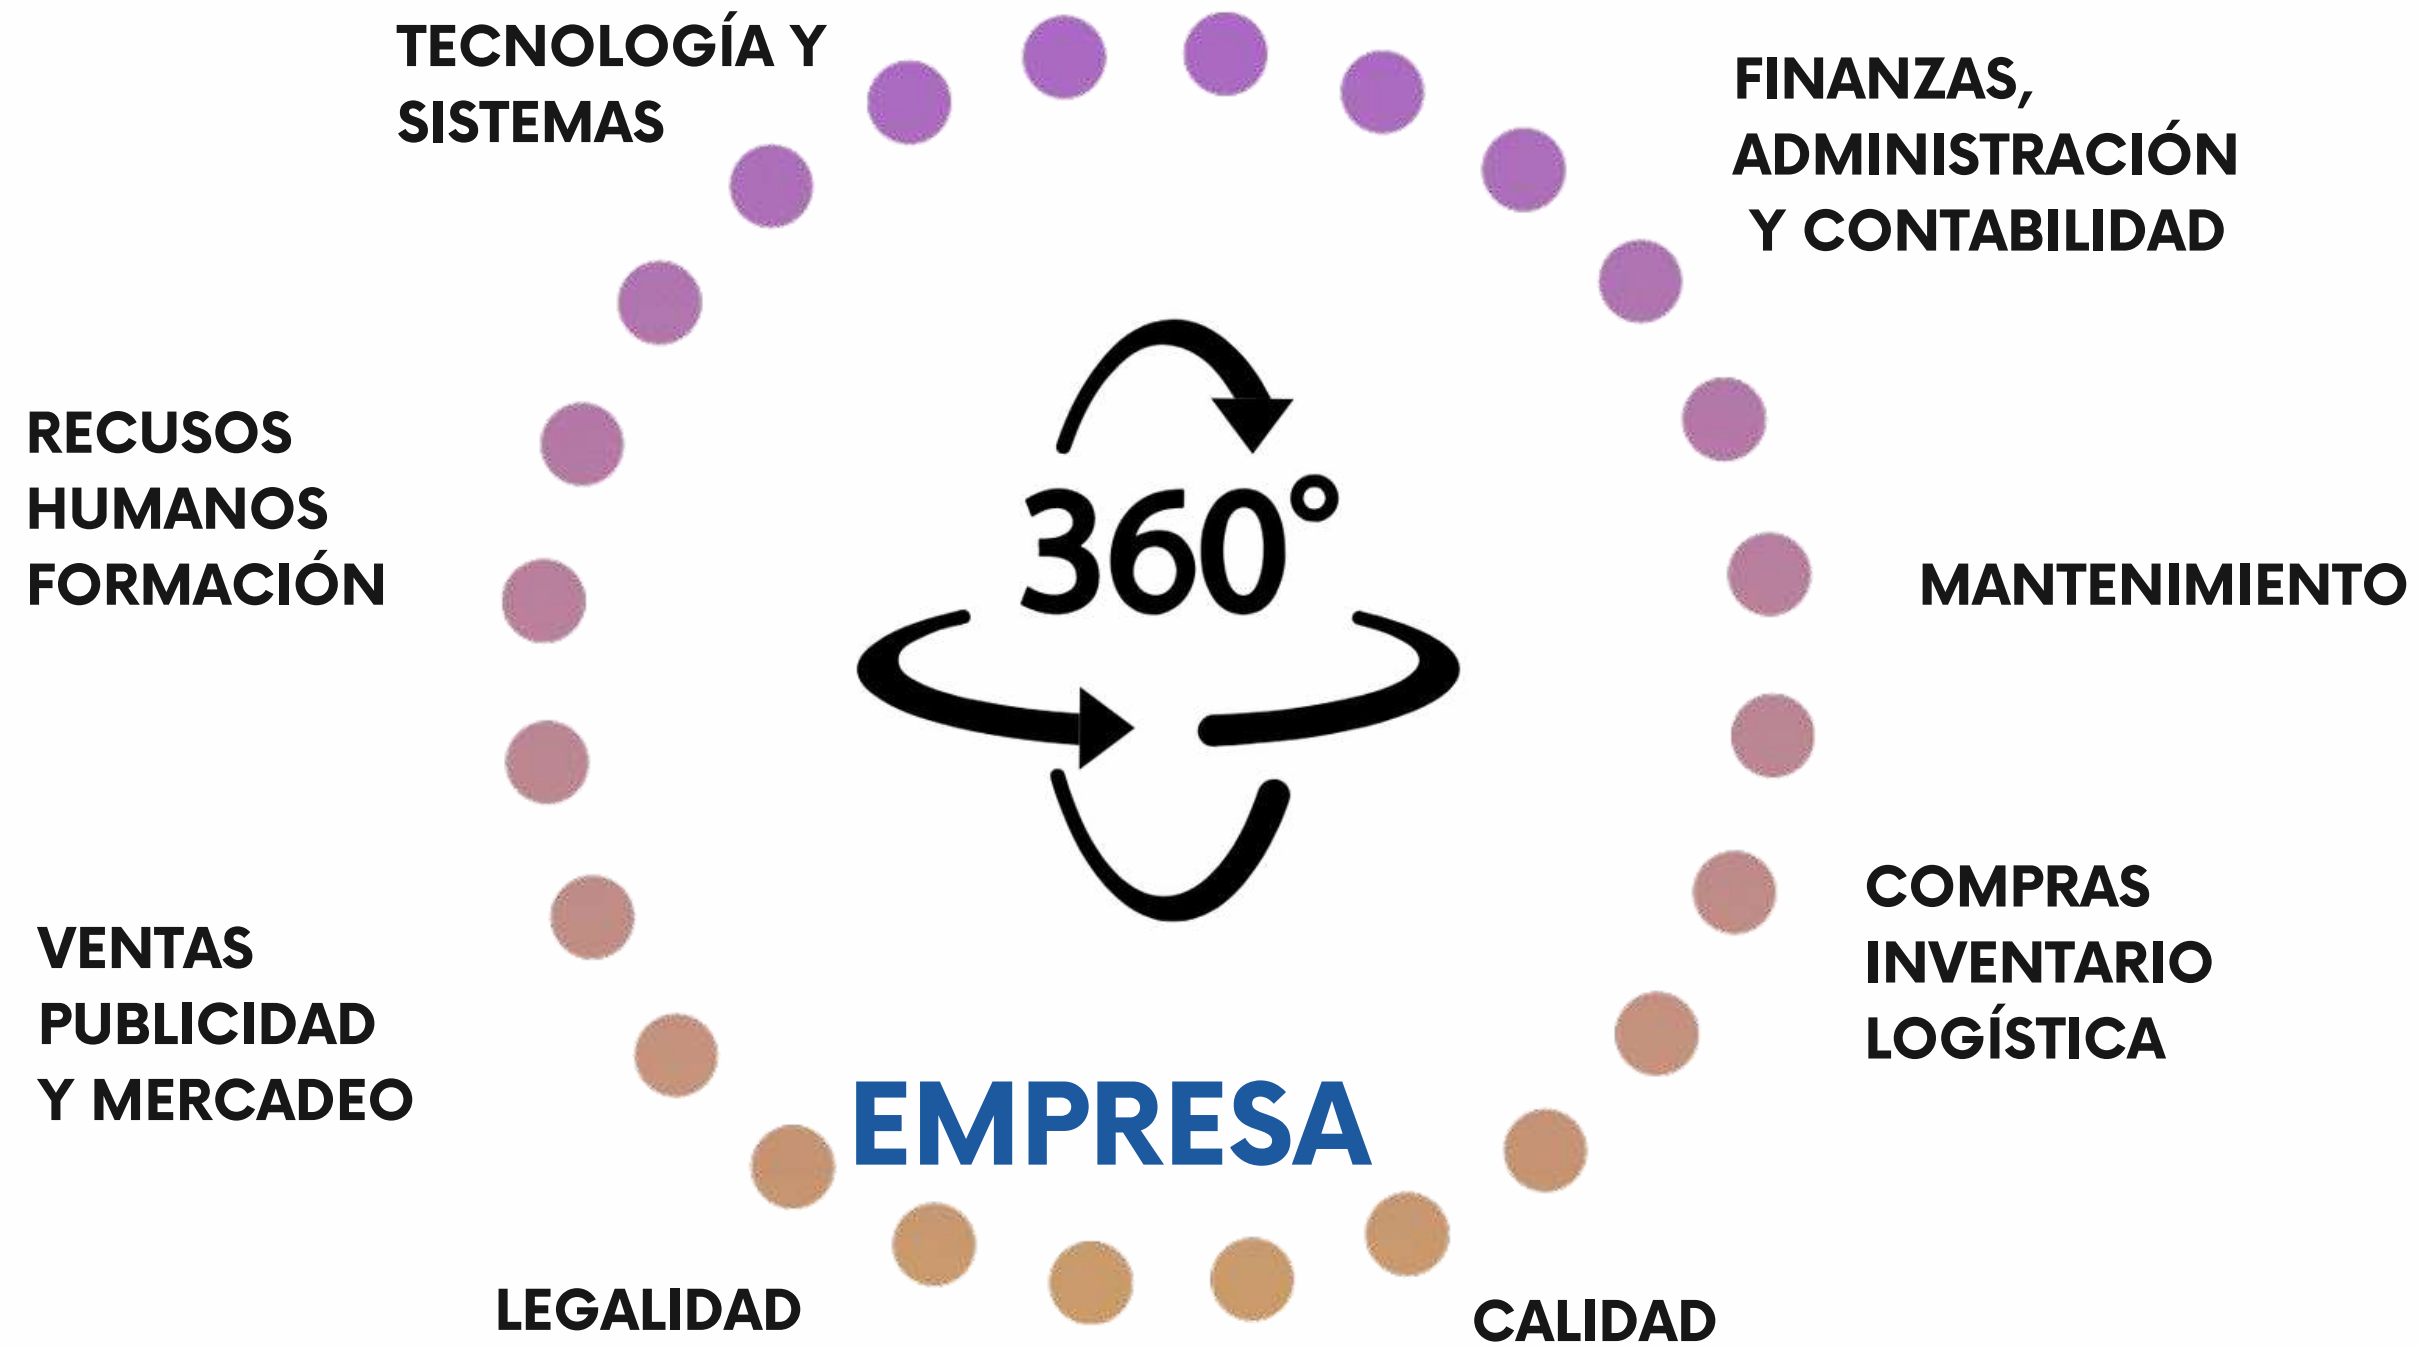 TECNOLOGÍA Y
SISTEMAS
FINANZAS,
ADMINISTRACIÓN
Y CONTABILIDAD
RECUSOS
HUMANOS
FORMACIÓN
360°
MANTENIMIENTO
VENTAS
PUBLICIDAD
Y MERCADEO
COMPRAS
INVENTARIO
LOGÍSTICA
EMPRESA
LEGALIDAD
CALIDAD